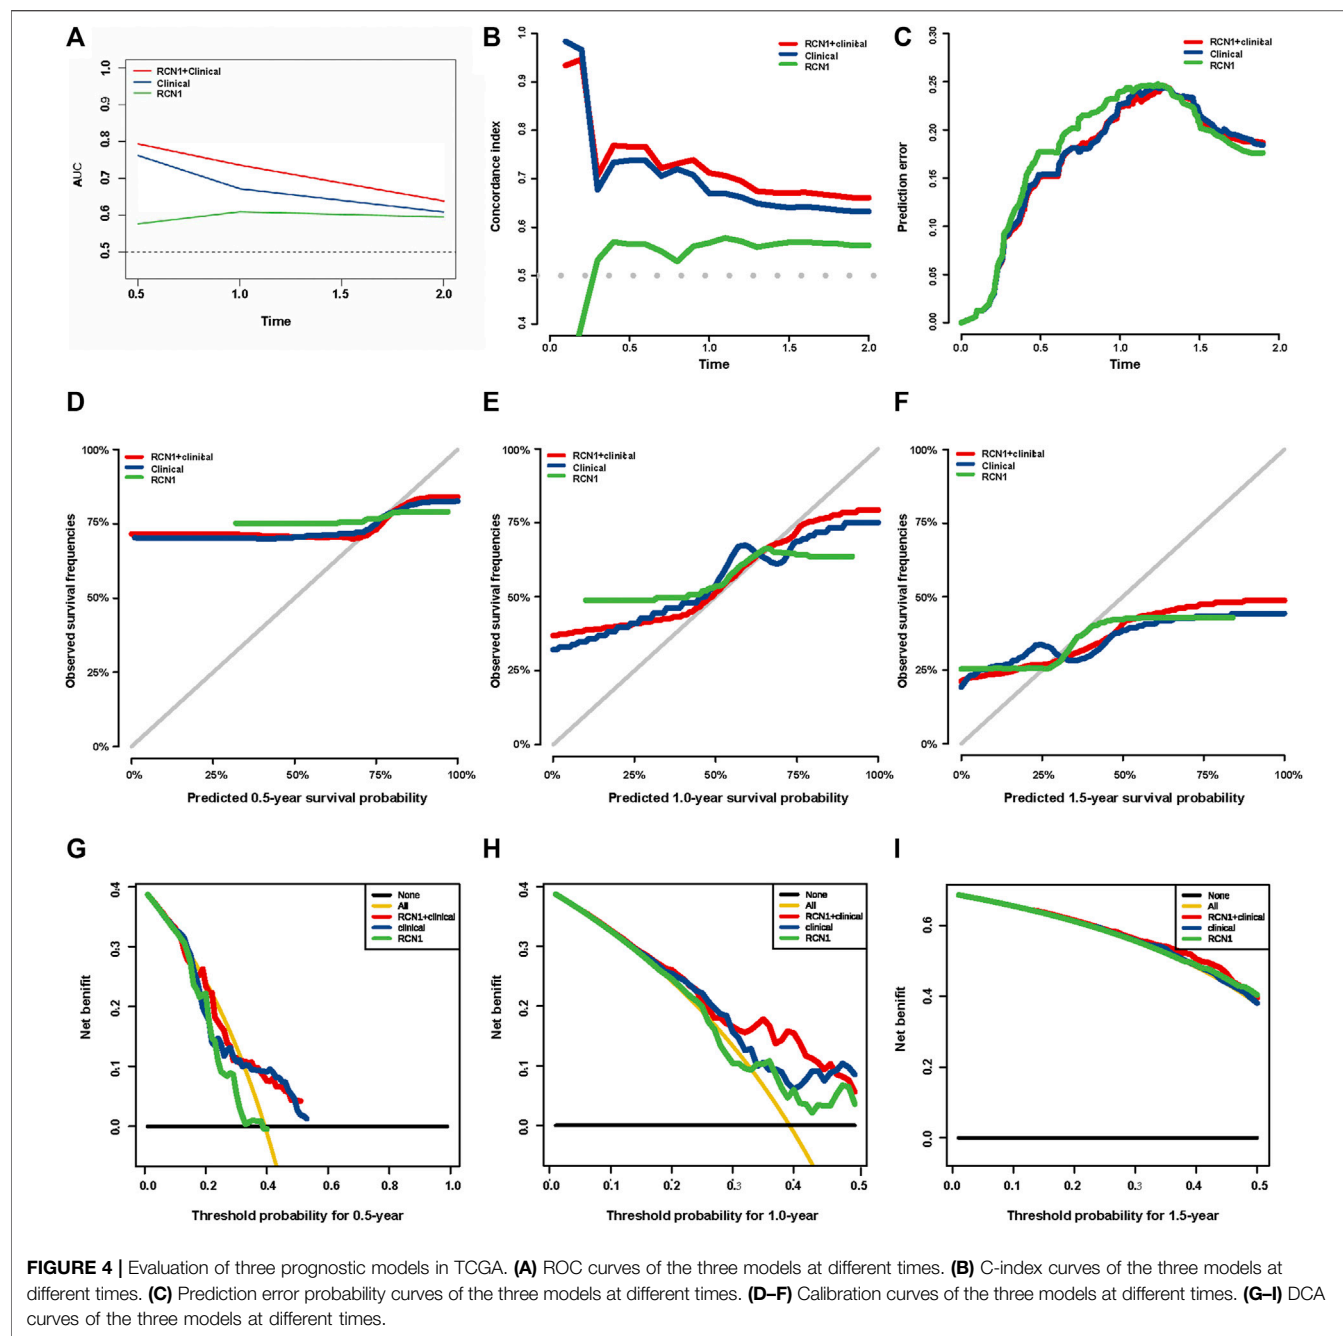 A
1.0
0.9
0.8
0.7
0.6
0.5
AUC
RCN1+Clinical
Clinical
RCN1
0.5
1.0
1.5
2.0
Time
B
1.0
0.9
0.8
0.7
0.6
0.5
0.4
Concordance index
RCN1+clinical
Clinical
RCN1
0.0
0.5
1.0
1.5
2.0
Time
C
0.30
0.25
0.20
0.15
0.10
0.05
0.00
Prediction error
RCN1+clinical
Clinical
RCN1
0.0
0.5
1.0
1.5
2.0
Time
D
100%
75%
50%
25%
0%
Observed survival frequencies
RCN1+clinical
Clinical
RCN1
0%
25%
50%
75%
100%
Predicted 0.5-year survival probability
E
100%
75%
50%
25%
0%
Observed survival frequencies
RCN1+clinical
Clinical
RCN1
0%
25%
50%
75%
100%
Predicted 1.0-year survival probability
F
100%
75%
50%
25%
0%
Observed survival frequencies
RCN1+clinical
Clinical
RCN1
0%
25%
50%
75%
100%
Predicted 1.5-year survival probability
G
0.4
0.3
0.2
0.1
0.0
Net benifit
None
All
RCN1+clinical
clinical
RCN1
0.0
0.2
0.4
0.6
0.8
1.0
Threshold probability for 0.5-year
H
0.4
0.3
0.2
0.1
0.0
Net benifit
None
All
RCN1+clinical
clinical
RCN1
0.0
0.1
0.2
0.3
0.4
0.5
Threshold probability for 1.0-year
I
0.6
0.4
0.2
0.0
Net benifit
None
All
RCN1+clinical
clinical
RCN1
0.0
0.1
0.2
0.3
0.4
0.5
Threshold probability for 1.5-year
FIGURE 4 | Evaluation of three prognostic models in TCGA. (A) ROC curves of the three models at different times. (B) C-index curves of the three models at
different times. (C) Prediction error probability curves of the three models at different times. (D–F) Calibration curves of the three models at different times. (G–I) DCA
curves of the three models at different times.